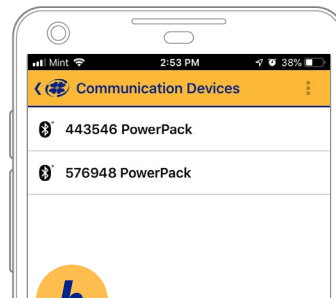 Mint 2:53 PM 38%
Communication Devices
443546 PowerPack
576948 PowerPack
b